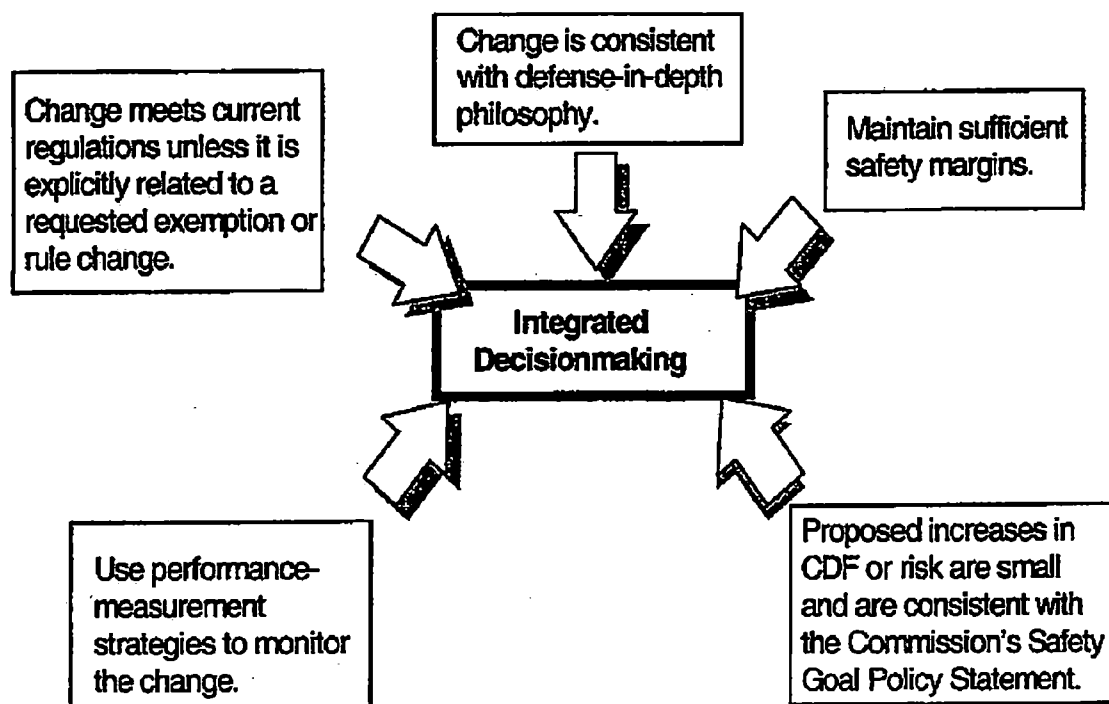 Change is consistent
with defense-in-depth
philosophy.
Change meets current
regulations unless it is
explicitly related to a
requested exemption or
rule change.
Maintain sufficient
safety margins.
Integrated
Decisionmaking
Use performance-
measurement
strategies to monitor
the change.
Proposed increases in
CDF or risk are small
and are consistent with
the Commission's Safety
Goal Policy Statement.